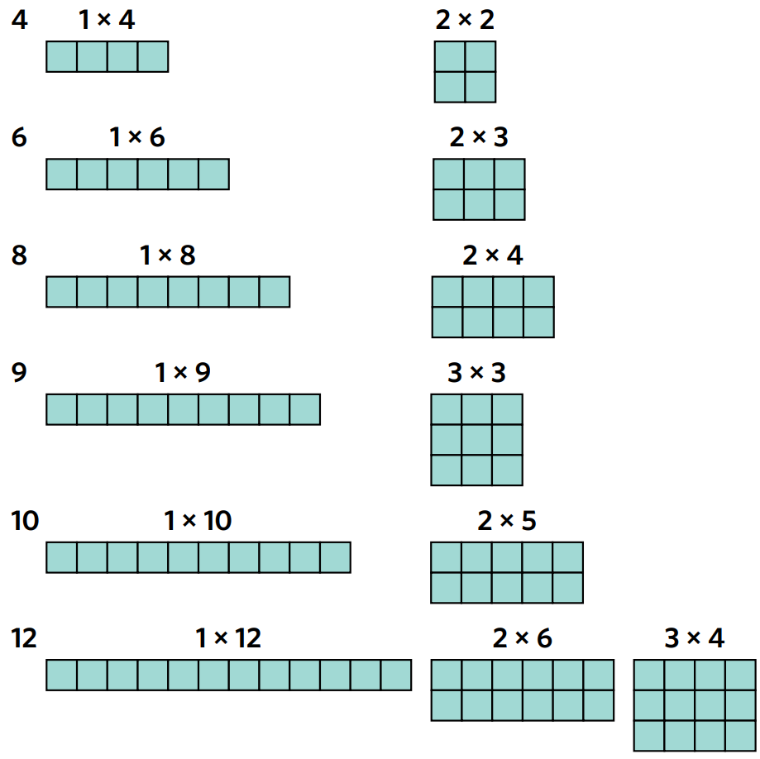 4 1 × 4 2 × 2
6 1 × 6 2 × 3
8 1 × 8 2 × 4
9 1 × 9 3 × 3
10 1 × 10 2 × 5
12 1 × 12 2 × 6 3 × 4